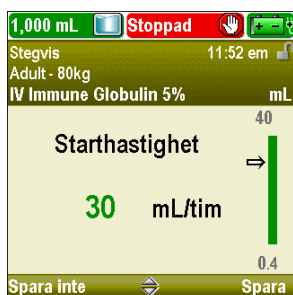 1,000 mL Stoppad
Stegvis 11:52 em
Adult - 80kg
IV Immune Globulin 5% mL
40
Starthastighet
30 mL/tim
0.4
Spara inte Spara